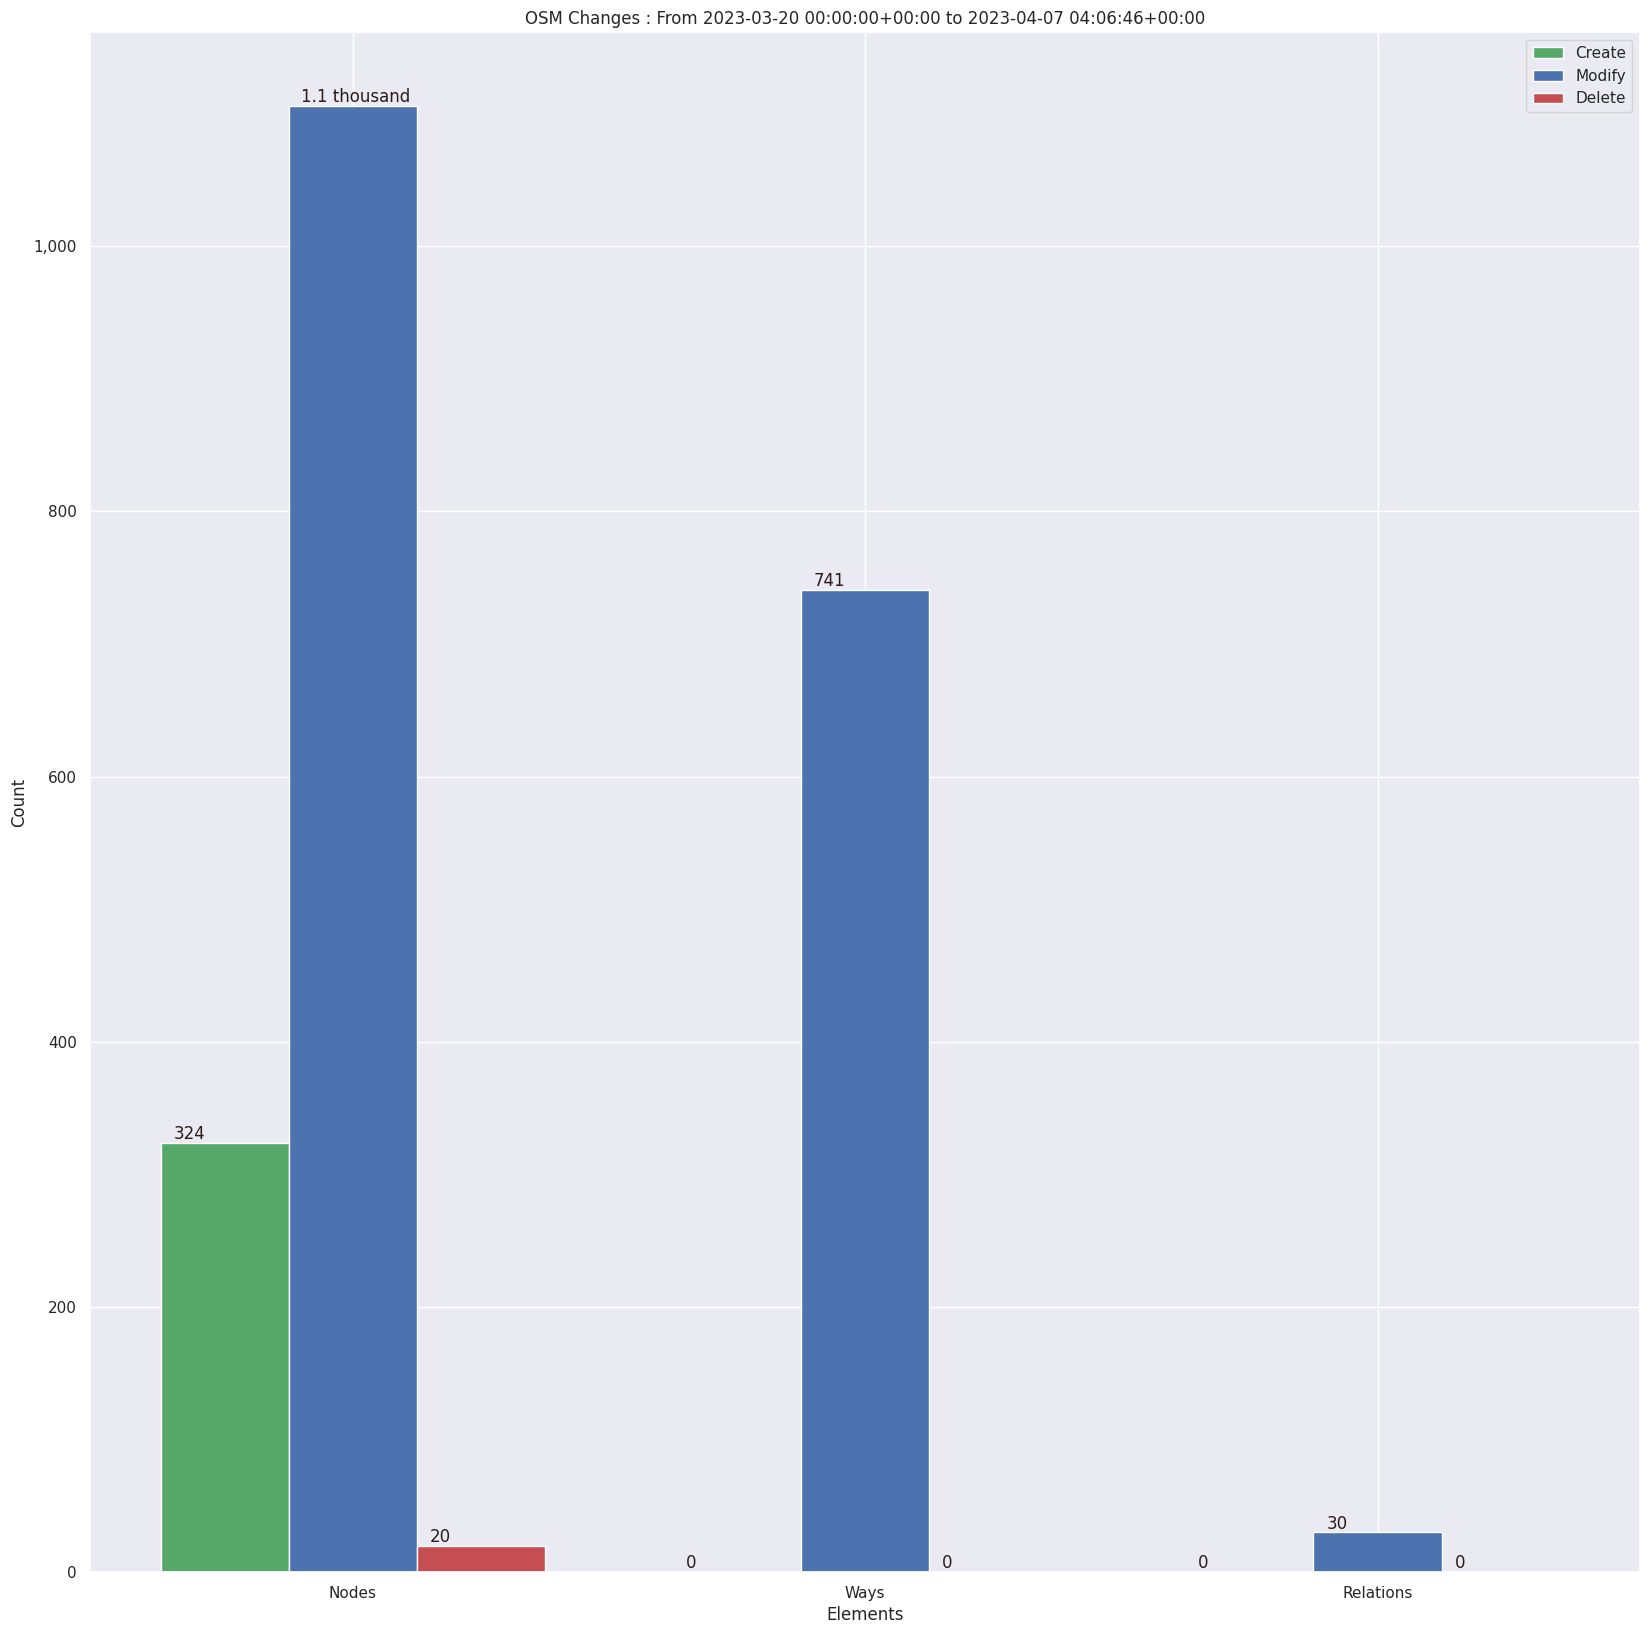 OSM Changes : From 2023-03-20 00:00:00+00:00 to 2023-04-07 04:06:46+00:00
Create
Modify
Delete
1.1 thousand
1,000
800
741
600
Count
400
324
200
20
30
0
0
0
0
0
Nodes
Ways
Relations
Elements